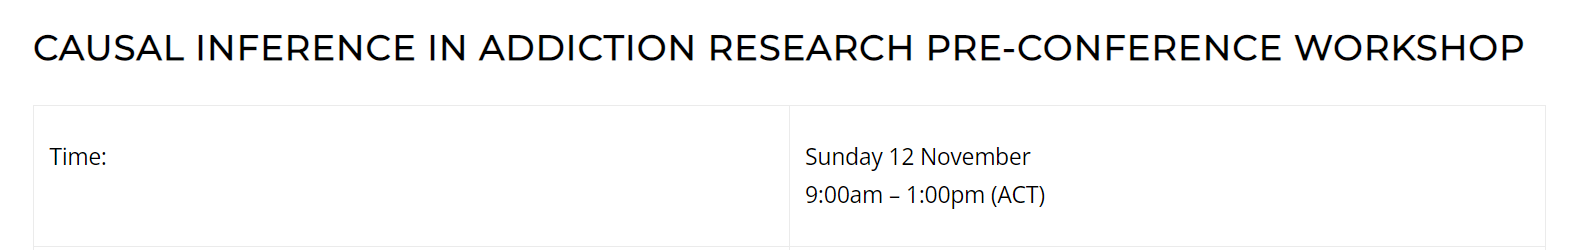 CAUSAL INFERENCE IN ADDICTION RESEARCH PRE-CONFERENCE WORKSHOP
Time:
Sunday 12 November
9:00am – 1:00pm (ACT)